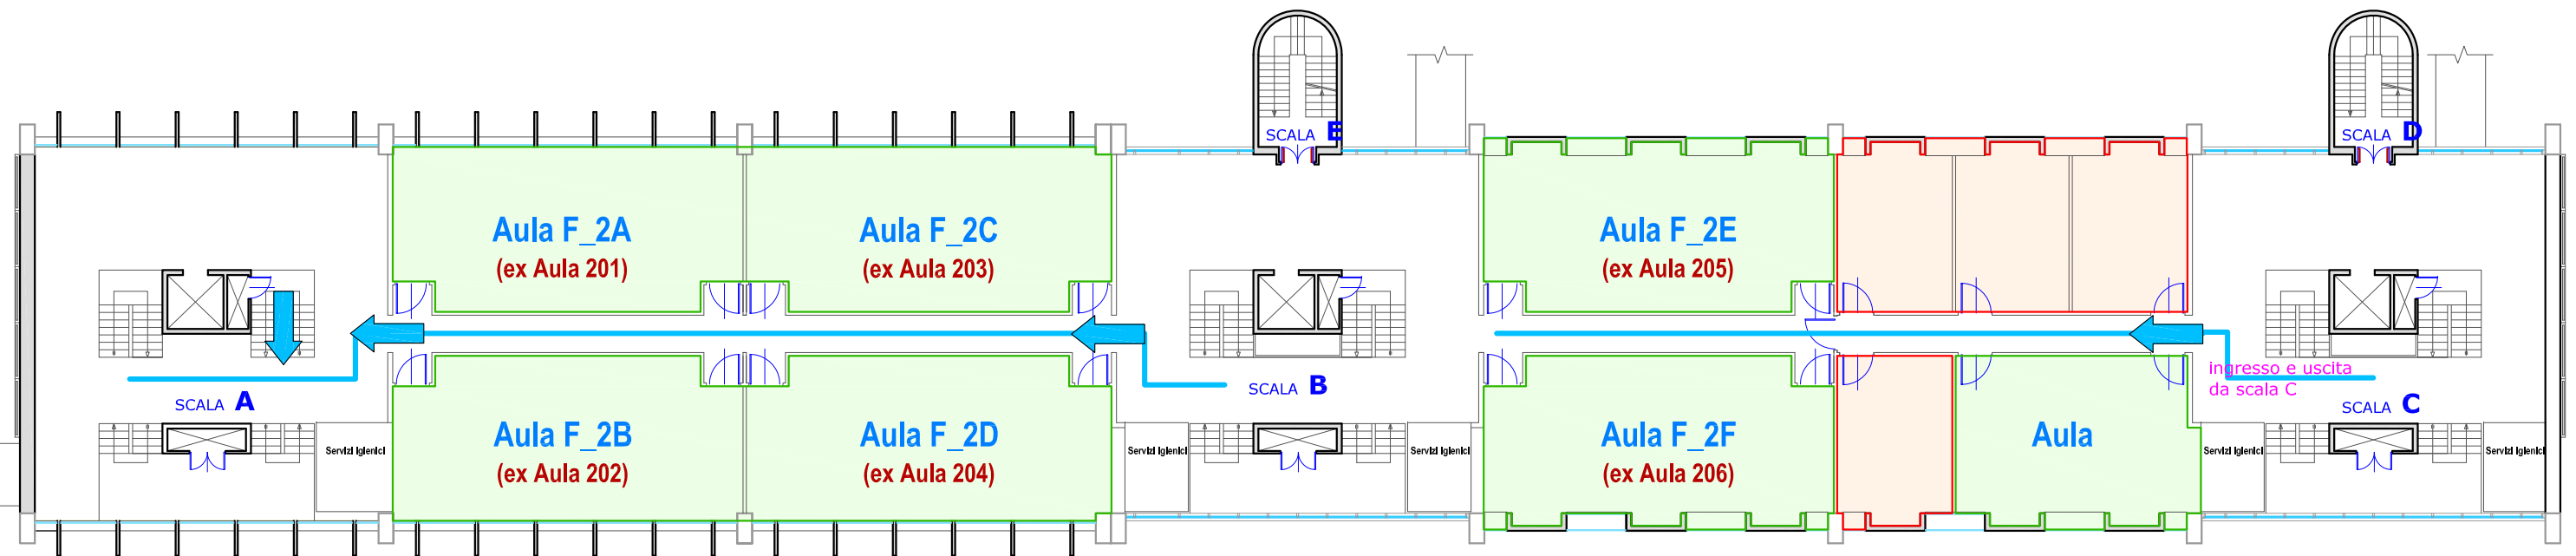 SCALA E
SCALA D
Aula F_2A
(ex Aula 201)
Aula F_2C
(ex Aula 203)
Aula F_2E
(ex Aula 205)
ingresso e uscita
da scala C
SCALA A
SCALA B
SCALA C
Servizi Igienici
Aula F_2B
(ex Aula 202)
Aula F_2D
(ex Aula 204)
Servizi Igienici
Servizi Igienici
Aula F_2F
(ex Aula 206)
Aula
Servizi Igienici
Servizi Igienici